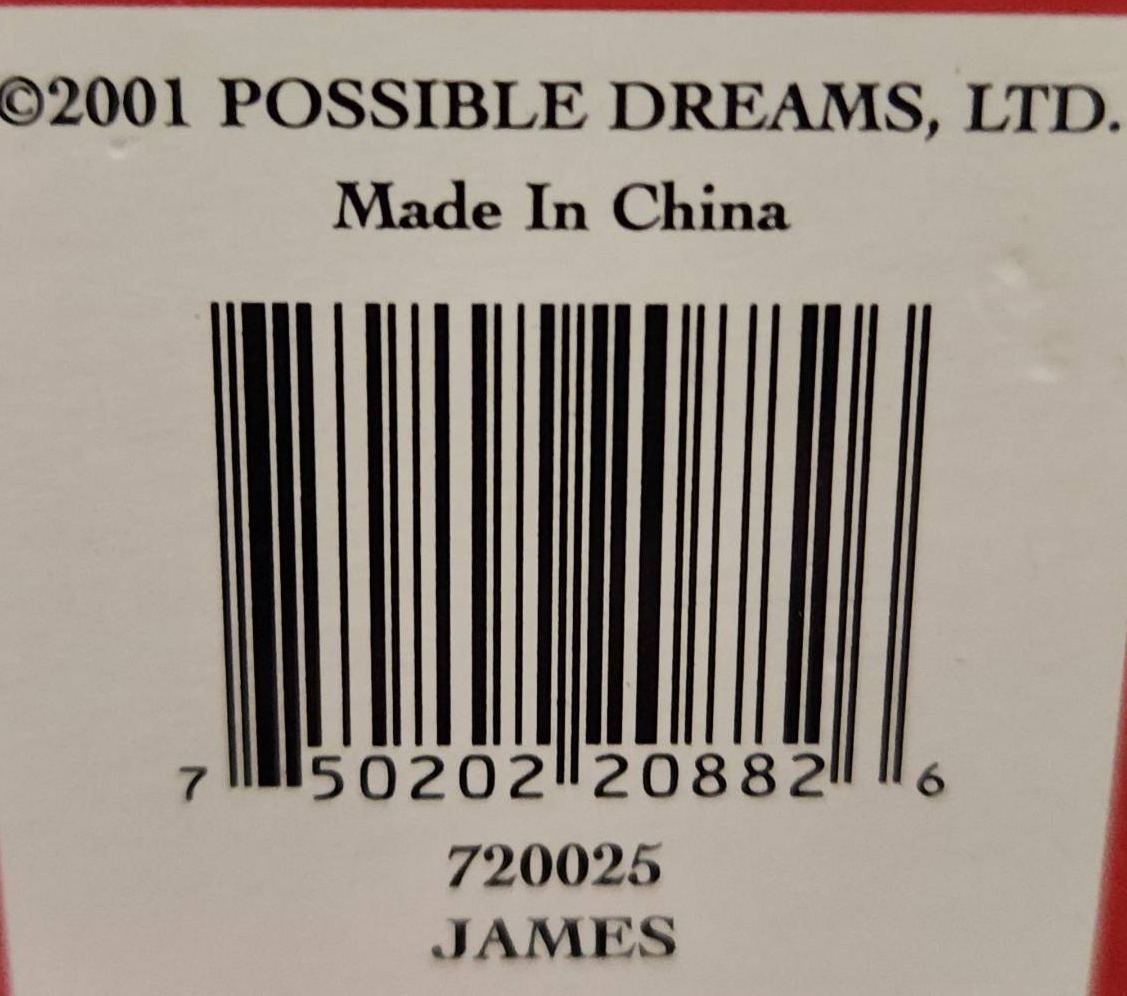 ©2001 POSSIBLE DREAMS, LTD.
Made In China
7 50202 20882 6
720025
JAMES